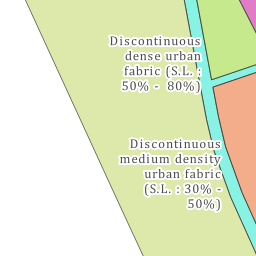 Discontinuous
dense urban
fabric (S.L. :
50% - 80%)
Discontinuous
medium density
urban fabric
(S.L. : 30% -
50%)